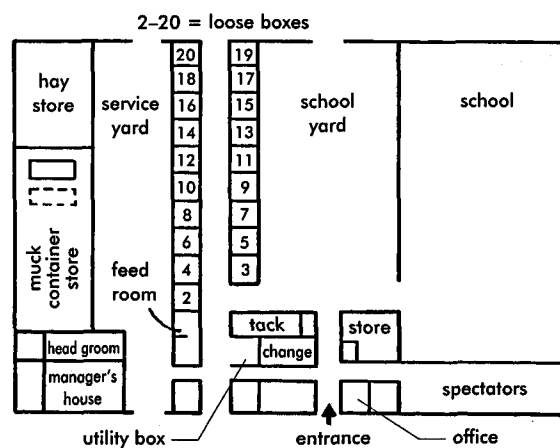 2–20 = loose boxes
hay
store
service
yard
20
18
16
14
12
10
8
6
4
2
19
17
15
13
11
9
7
5
3
school
yard
school
muck
container
store
feed
room
tack
change
store
head groom
manager's
house
spectators
utility box
entrance
office